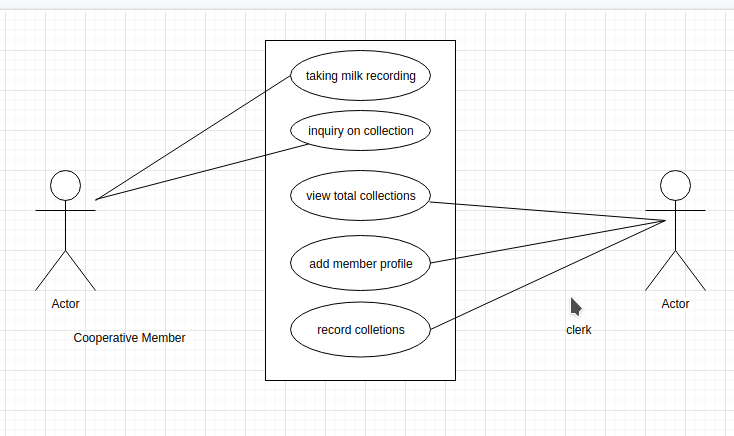 taking milk recording
inquiry on collection
view total collections
add member profile
record colletions
Actor
Actor
Cooperative Member
clerk